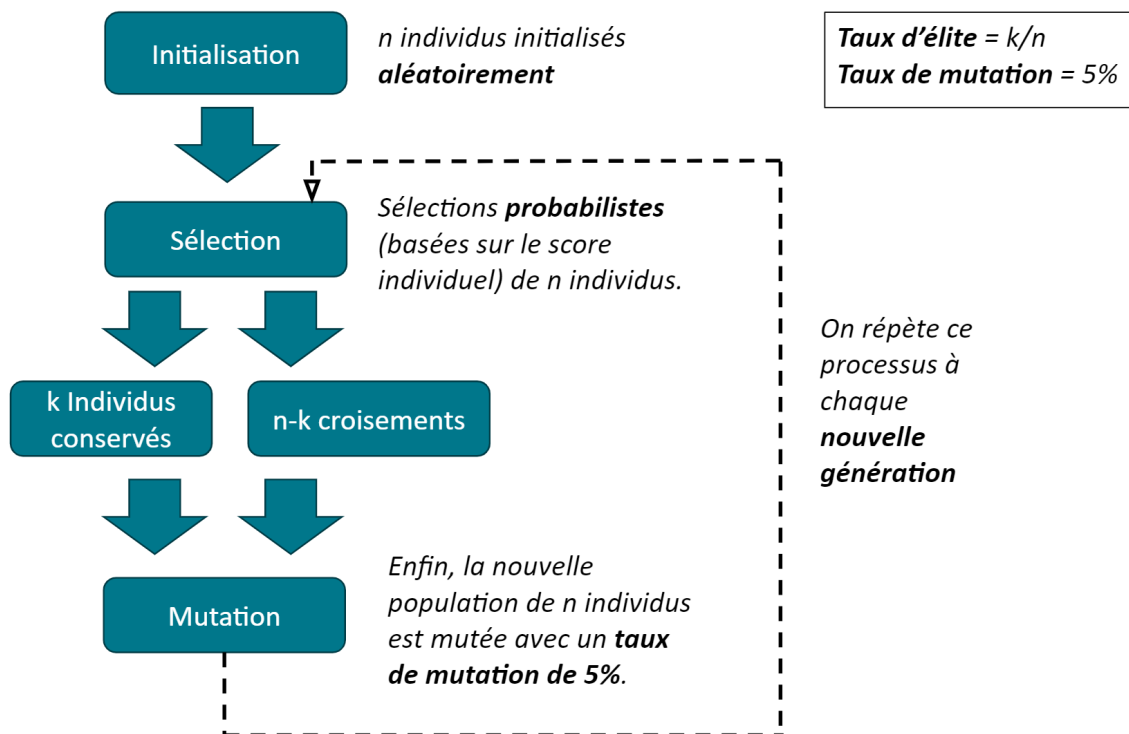 Initialisation
n individus initialisés
aléatoirement
Taux d’élite = k/n
Taux de mutation = 5%
Sélection
Sélections probabilistes
(basées sur le score
individuel) de n individus.
k Individus
conservés
n-k croisements
On répète ce
processus à
chaque
nouvelle
génération
Mutation
Enfin, la nouvelle
population de n individus
est mutée avec un taux
de mutation de 5%.